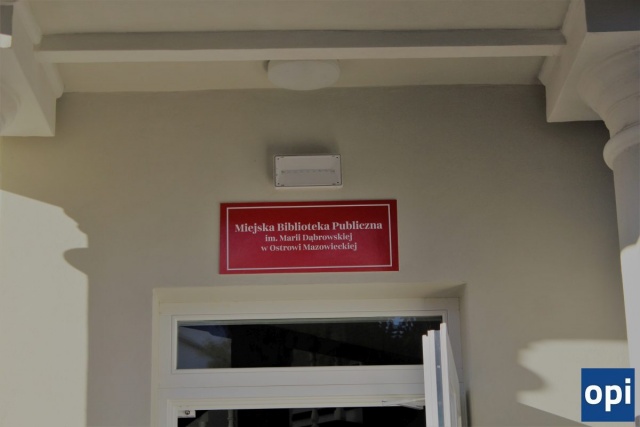 Miejska Biblioteka Publiczna
im. Marii Dąbrowskiej
w Ostrowi Mazowieckiej
opi